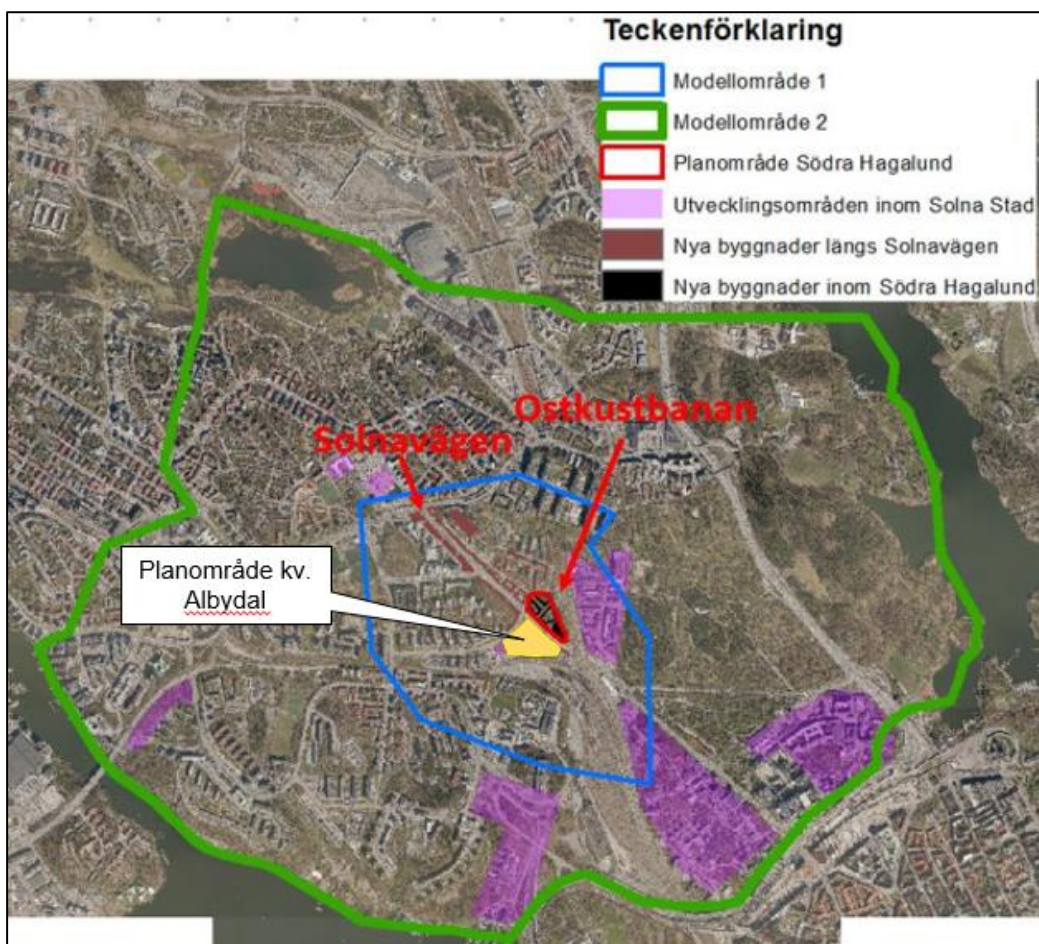 Teckenförklaring
Modellområde 1
Modellområde 2
Planområde Södra Hagalund
Utvecklingsområden inom Solna Stad
Nya byggnader längs Solnavägen
Nya byggnader inom Södra Hagalund
Ostkustbanan
Solnavägen
Planområde kv.
Albydal